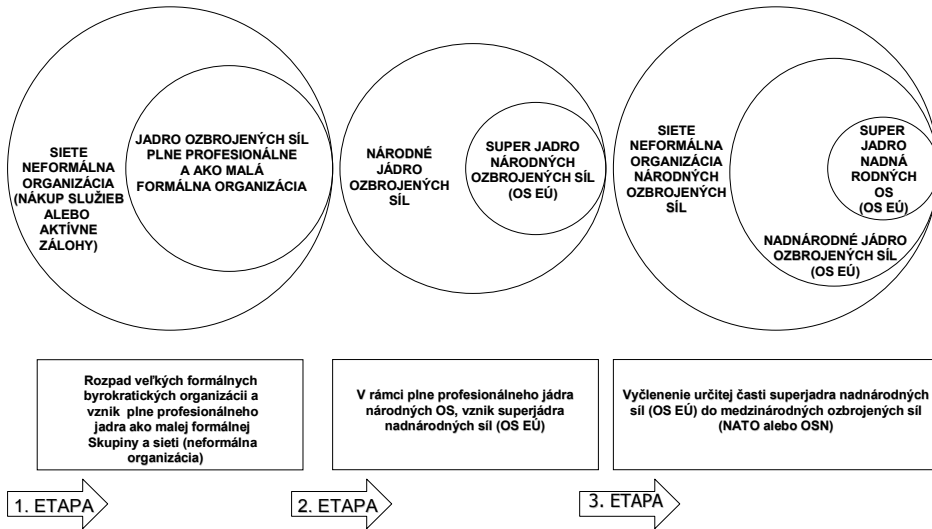 SIETE
NEFORMÁLNA
ORGANIZÁCIA
(NÁKUP SLUŽIEB
ALEBO
AKTÍVNE
ZÁLOHY)
JADRO OZBROJENÝCH SÍL
PLNE PROFESIONÁLNE
A AKO MALÁ
FORMÁLNA ORGANIZÁCIA
NÁRODNÉ
JÁDRO
OZBROJENÝCH
SÍL
SUPER JADRO
NÁRODNÝCH
OZBROJENÝCH SÍL
(OS EÚ)
SIETE
NEFORMÁLNA
ORGANIZÁCIA
NÁRODNÝCH
OZBROJENÝCH
SÍL
SUPER
JADRO
NADNÁ
RODNÝCH
OS
(OS EÚ)
NADNÁRODNÉ JÁDRO
OZBROJENÝCH SÍL
(OS EÚ)
Rozpad veľkých formálnych
byrokratických organizácii a
vznik plne profesionálneho
jadra ako malej formálnej
Skupiny a sieti (neformálna
organizácia)
V rámci plne profesionálneho jádra
národných OS, vznik superjádra
nadnárodných síl (OS EÚ)
Vyčlenenie určitej časti superjadra nadnárodných
síl (OS EÚ) do medzinárodných ozbrojených síl
(NATO alebo OSN)
1. ETAPA
2. ETAPA
3. ETAPA